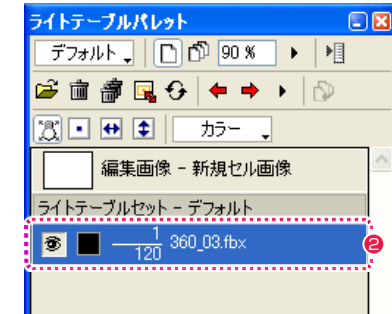 ライトテーブルパレット
デフォルト 90 %
カラー
編集画像 - 新規セル画像
ライトテーブルセット - デフォルト
1/120 360_03.fbx 2